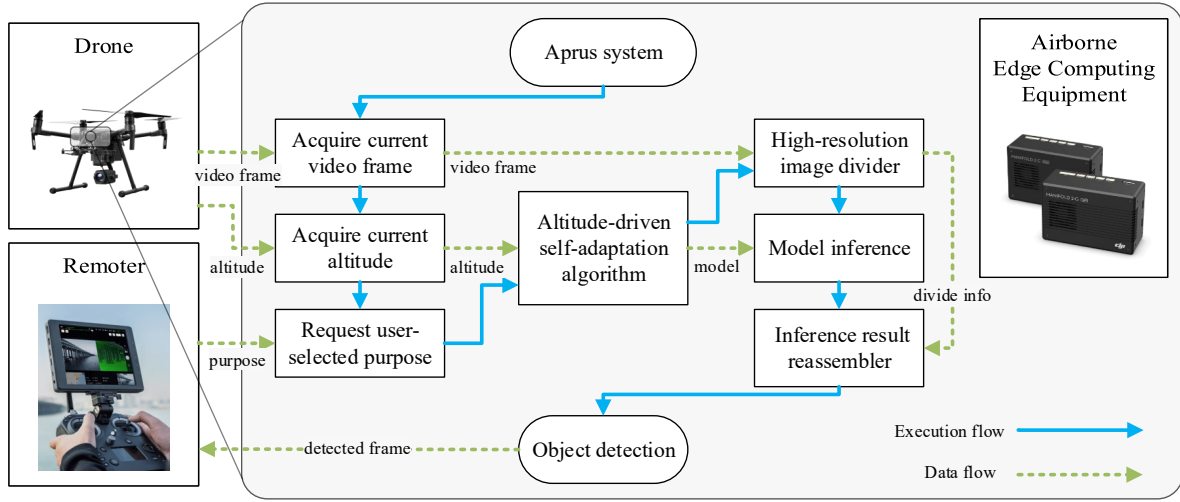 Drone
Aprus system
Airborne
Edge Computing
Equipment
Acquire current
video frame
High-resolution
image divider
video frame
video frame
Acquire current
altitude
Altitude-driven
self-adaptation
algorithm
Model inference
altitude
altitude
model
divide info
Remoter
Request user-
selected purpose
Inference result
reassembler
purpose
Object detection
detected frame
Execution flow
Data flow